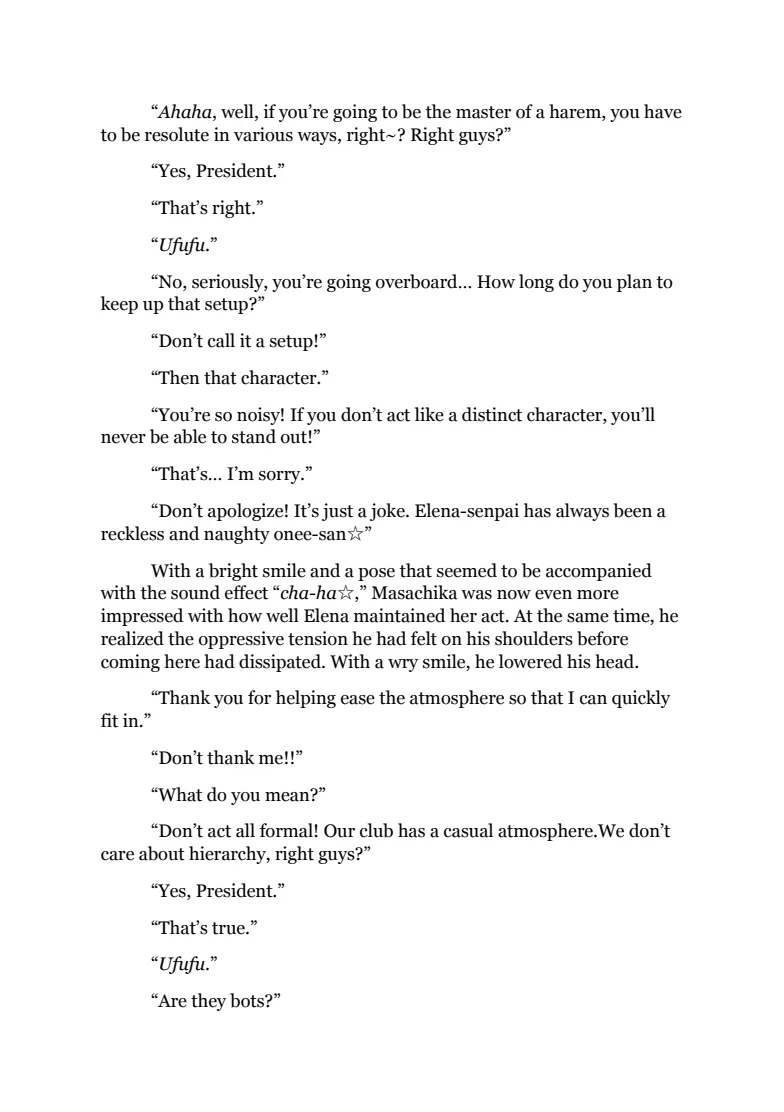 “Ahaha, well, if you’re going to be the master of a harem, you have
to be resolute in various ways, right~? Right guys?”
“Yes, President.”
“That’s right.”
“Ufufu.”
“No, seriously, you’re going overboard... How long do you plan to
keep up that setup?”
“Don’t call it a setup!”
“Then that character.”
“You’re so noisy! If you don’t act like a distinct character, you’ll
never be able to stand out!”
“That’s... I’m sorry.”
“Don’t apologize! It’s just a joke. Elena-senpai has always been a
reckless and naughty onee-san☆”
With a bright smile and a pose that seemed to be accompanied
with the sound effect “cha-ha☆,” Masachika was now even more
impressed with how well Elena maintained her act. At the same time, he
realized the oppressive tension he had felt on his shoulders before
coming here had dissipated. With a wry smile, he lowered his head.
“Thank you for helping ease the atmosphere so that I can quickly
fit in.”
“Don’t thank me!!”
“What do you mean?”
“Don’t act all formal! Our club has a casual atmosphere.We don’t
care about hierarchy, right guys?”
“Yes, President.”
“That’s true.”
“Ufufu.”
“Are they bots?”